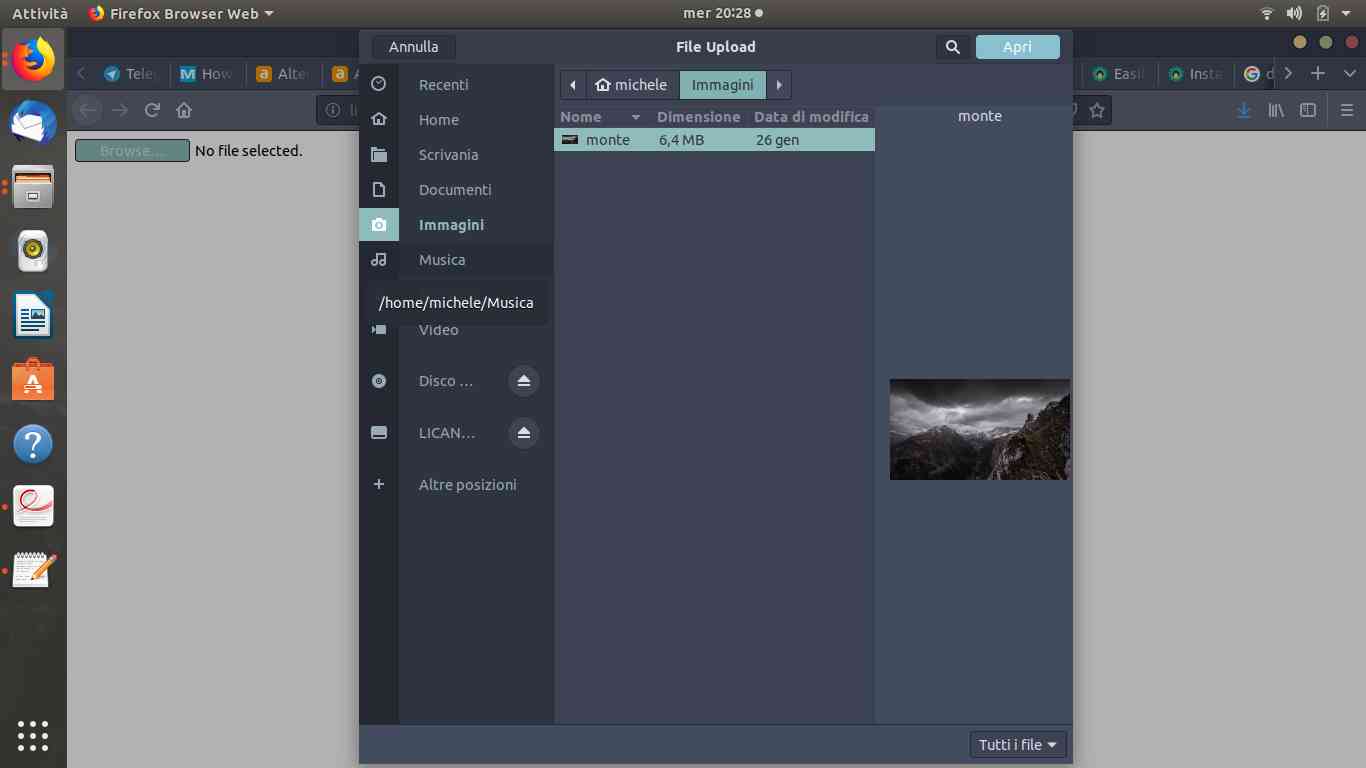 Attività
Firefox Browser Web
mer 20:28
Annulla
File Upload
Apri
Tele
How
Alte
A
Easil
Insta
d
Recenti
michele
Immagini
Home
Nome
Dimensione
Data di modifica
monte
monte
6,4 MB
26 gen
Browse…
No file selected.
Scrivania
Documenti
Immagini
Musica
/home/michele/Musica
Video
Disco …
LICAN…
Altre posizioni
Tutti i file